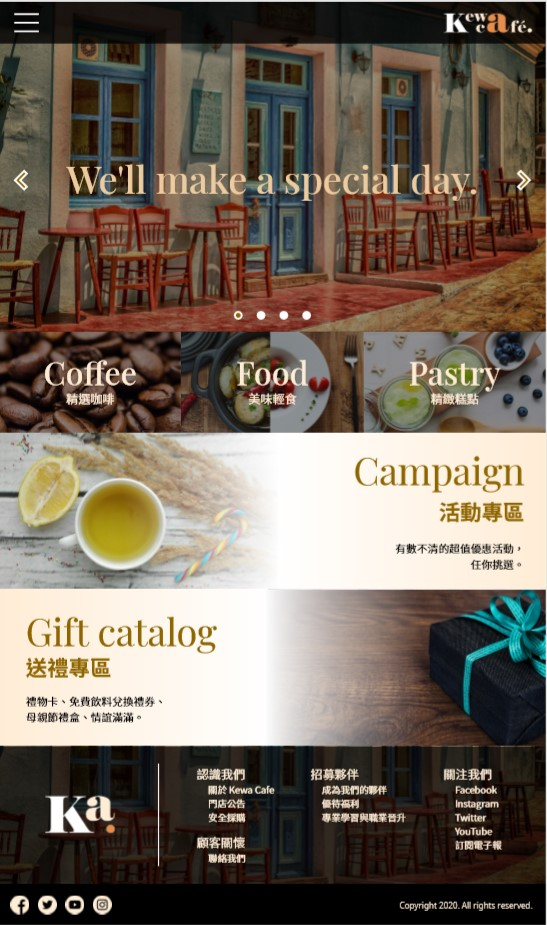 Kewa café.
We'll make a special day.
Coffee
精選咖啡
Food
美味輕食
Pastry
精緻糕點
Campaign
活動專區
有數不清的超值優惠活動，
任你挑選。
Gift catalog
送禮專區
禮物卡、免費飲料兌換禮券、
母親節禮盒、情誼滿滿。
Ka.
認識我們
關於 Kewa Cafe
門店公告
安全採購
顧客關懷
聯絡我們
招募夥伴
成為我們的夥伴
優待福利
專業學習與職業晉升
關注我們
Facebook
Instagram
Twitter
YouTube
訂閱電子報
Copyright 2020. All rights reserved.